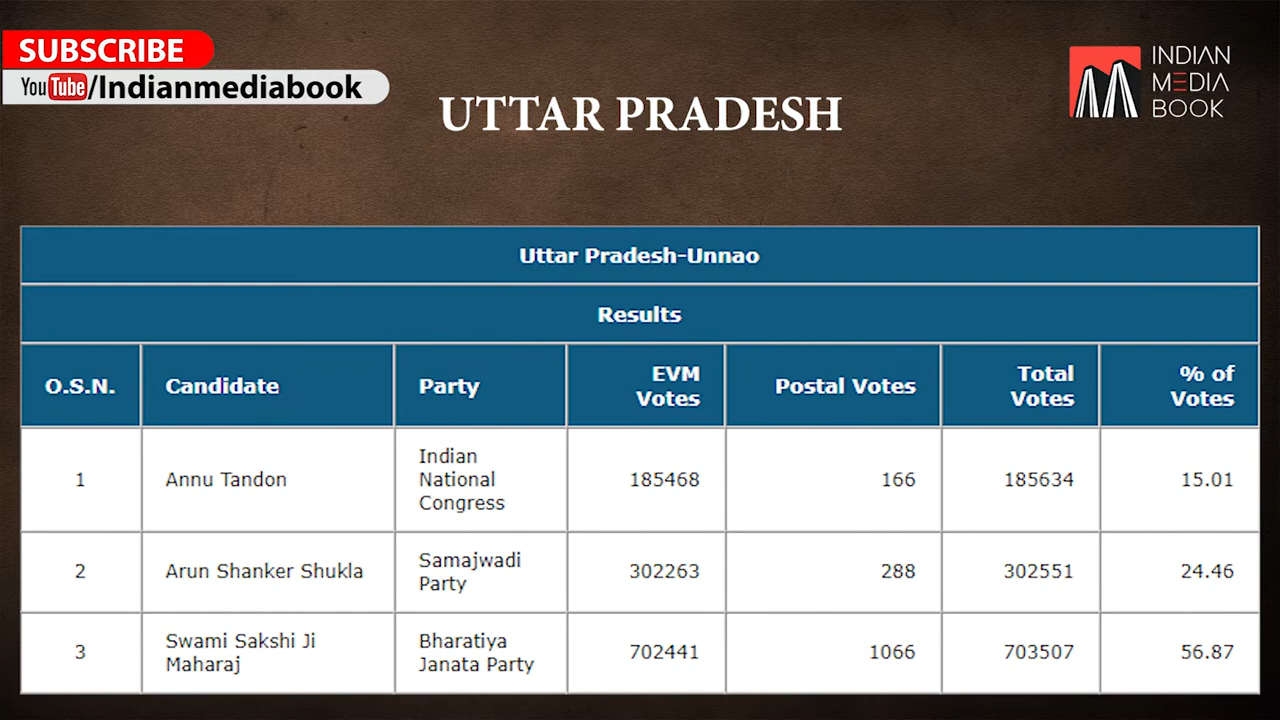 SUBSCRIBE
YouTube/Indianmediabook
INDIAN
MEDIA
BOOK
UTTAR PRADESH
Uttar Pradesh-Unnao
Results
O.S.N. Candidate Party EVM Votes Postal Votes Total Votes % of Votes
1 Annu Tandon Indian National Congress 185468 166 185634 15.01
2 Arun Shanker Shukla Samajwadi Party 302263 288 302551 24.46
3 Swami Sakshi Ji Maharaj Bharatiya Janata Party 702441 1066 703507 56.87